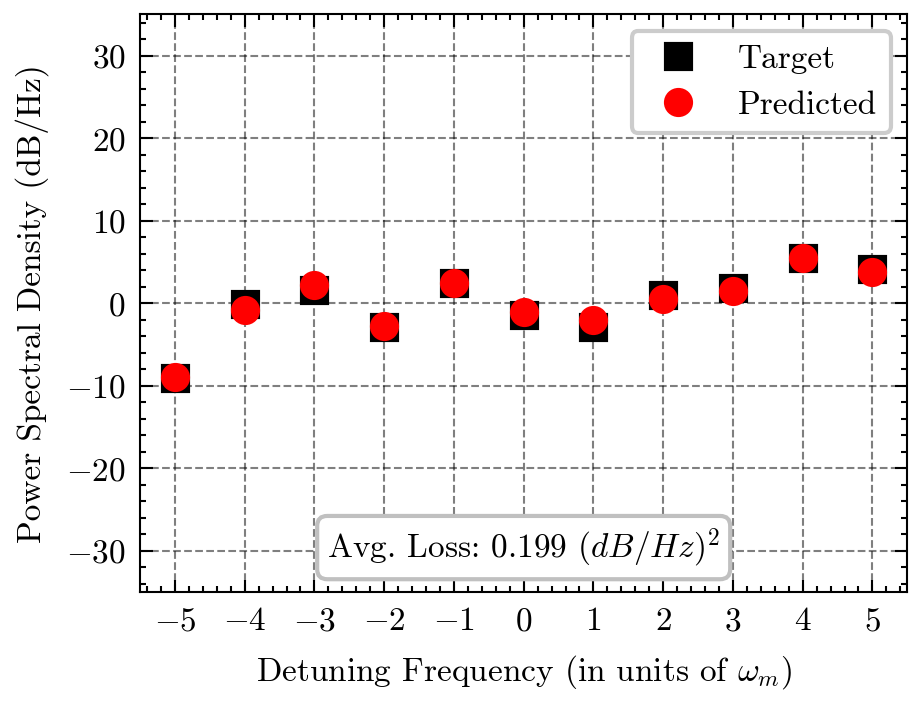 Power Spectral Density (dB/Hz)
30
20
10
0
−10
−20
−30
Target
Predicted
Avg. Loss: 0.199 (dB/Hz)²
−5 −4 −3 −2 −1 0 1 2 3 4 5
Detuning Frequency (in units of ωₘ)